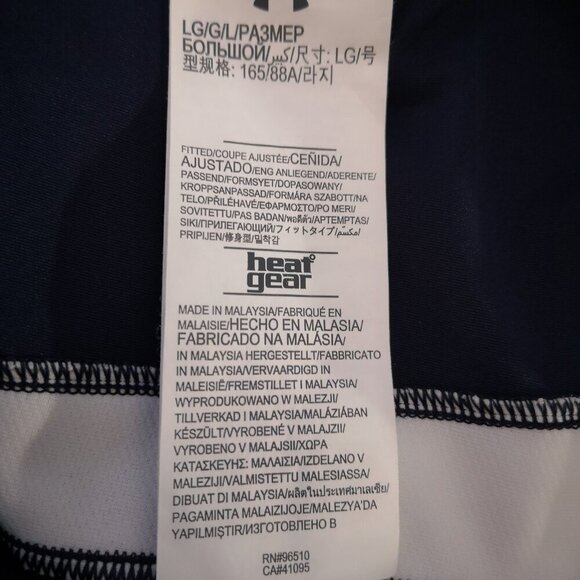 LG/G/L/РАЗМЕР
БОЛЬШОЙ/كبير/尺寸: LG/号
型规格: 165/88A/라지
FITTED/COUPE AJUSTÉE/CEÑIDA/
AJUSTADO/ENG ANLIEGEND/ADERENTE/
PASSEND/FORMSYET/DOPASOWANY/
KROPPSANPASSAD/FORMÁRA SZABOTT/NA
TELO/PŘILÉHAVÉ/ΕΦΑΡΜΟΣΤΟ/PO MERI/
SOVITETTU/PAS BADAN/พอดีตัว/APTEMPTAS/
SIKI/ПРИЛЕГАЮЩИЙ/フィットタイプ/مكسّم/
PRIPIJEN/修身型/밀착감
heat
gear
MADE IN MALAYSIA/FABRIQUÉ EN
MALAISIE/HECHO EN MALASIA/
FABRICADO NA MALÁSIA/
IN MALAYSIA HERGESTELLT/FABBRICATO
IN MALAYSIA/VERVAARDIGD IN
MALEISIË/FREMSTILLET I MALAYSIA/
WYPRODUKOWANO W MALEZJI/
TILLVERKAD I MALAYSIA/MALÁZIÁBAN
KÉSZÜLT/VYROBENÉ V MALAJZII/
VYROBENO V MALAJSII/ΧΩΡΑ
ΚΑΤΑΣΚΕΥΗΣ: ΜΑΛΑΙΣΙΑ/IZDELANO V
MALEZIJI/VALMISTETTU MALESIASSA/
DIBUAT DI MALAYSIA/ผลิตในประเทศมาเลเซีย/
PAGAMINTA MALAIZIJOJE/MALEZYA'DA
YAPILMIŞTIR/ИЗГОТОВЛЕНО В
RN#96510
CA#41095